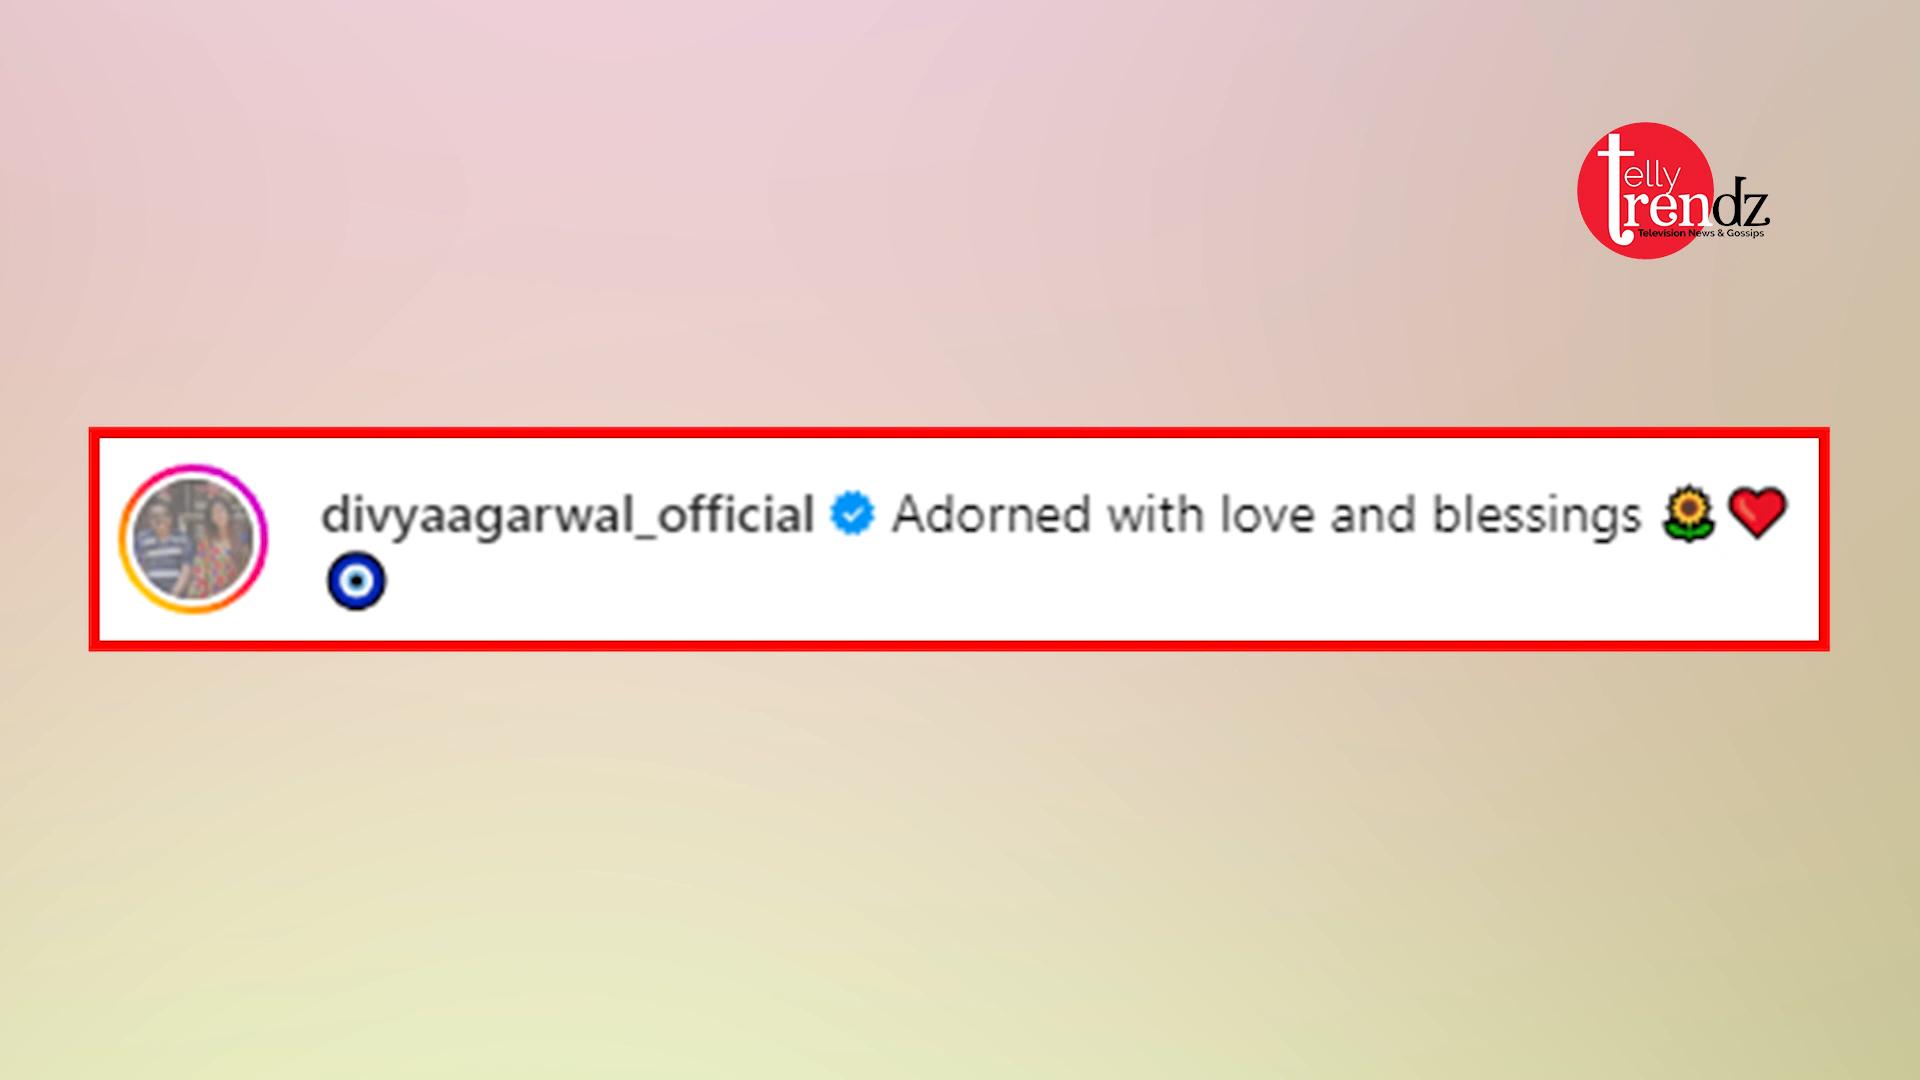 telly
trendz
Television News & Gossips
divyaagarwal_official Adorned with love and blessings 🌻❤️
🧿